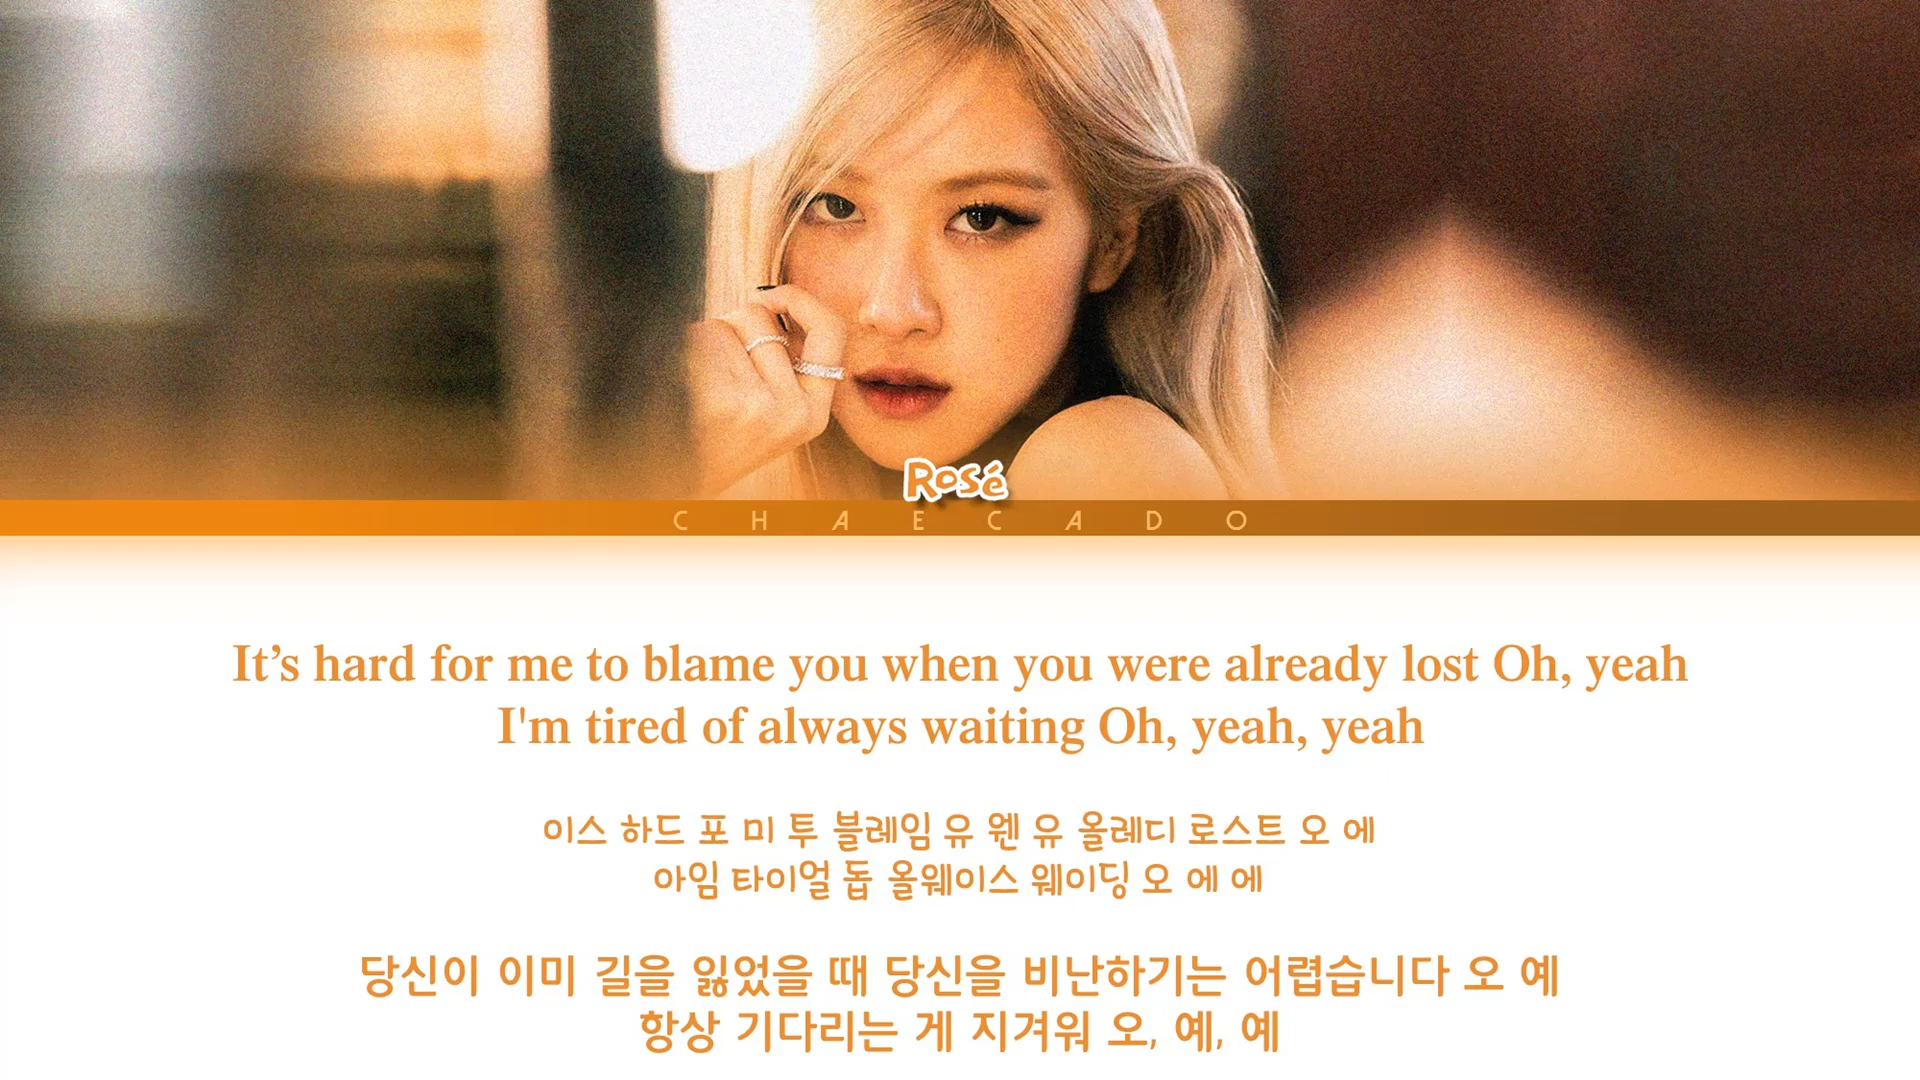 Rosé
CHAECADO
It’s hard for me to blame you when you were already lost Oh, yeah
I'm tired of always waiting Oh, yeah, yeah
이스 하드 포 미 투 블레임 유 웬 유 올레디 로스트 오 에
아임 타이얼 돕 올웨이스 웨이딩 오 에 에
당신이 이미 길을 잃었을 때 당신을 비난하기는 어렵습니다 오 예
항상 기다리는 게 지겨워 오, 예, 예